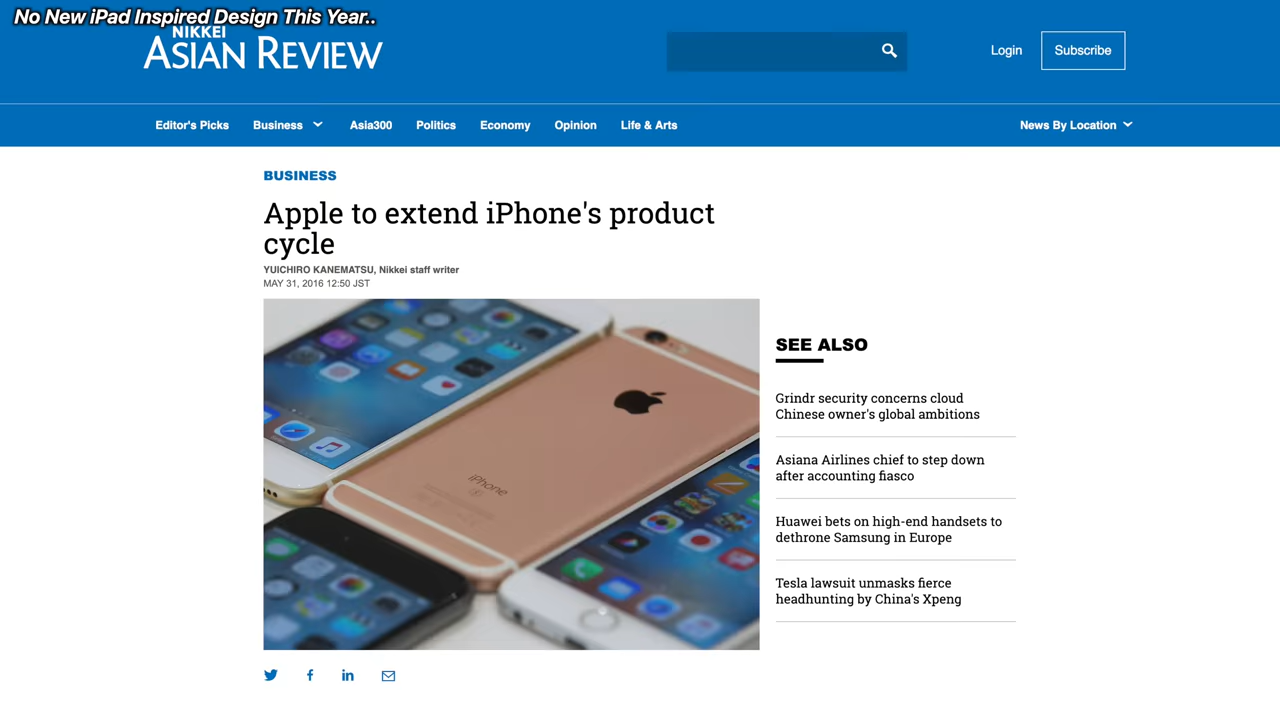 No New iPad Inspired Design This Year..
NIKKEI
ASIAN REVIEW
Login
Subscribe
Editor's Picks
Business
Asia300
Politics
Economy
Opinion
Life & Arts
News By Location
BUSINESS
Apple to extend iPhone's product
cycle
YUICHIRO KANEMATSU, Nikkei staff writer
MAY 31, 2016 12:50 JST
iPhone
S
SEE ALSO
Grindr security concerns cloud
Chinese owner's global ambitions
Asiana Airlines chief to step down
after accounting fiasco
Huawei bets on high-end handsets to
dethrone Samsung in Europe
Tesla lawsuit unmasks fierce
headhunting by China's Xpeng